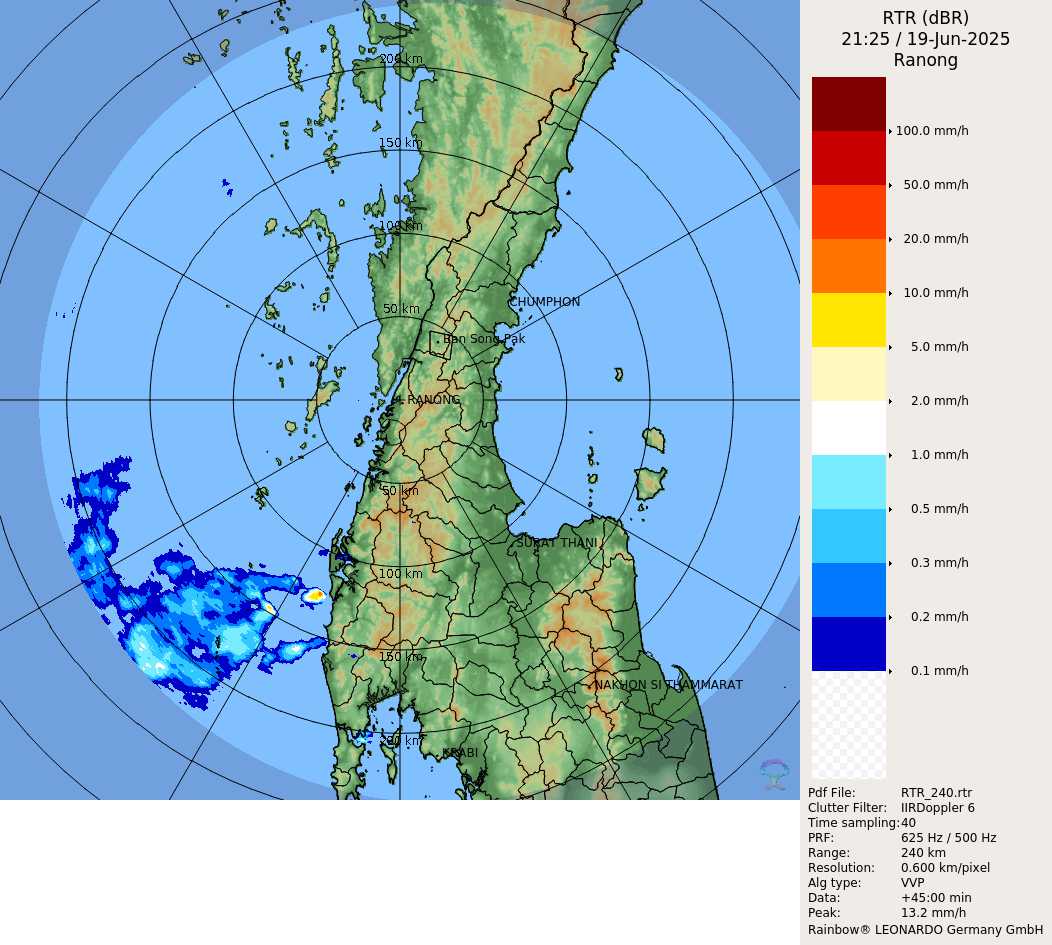 RTR (dBR)
21:25 / 19-Jun-2025
Ranong
200 km
150 km
100 km
50 km
CHUMPHON
Ban Song Pak
RANONG
50 km
SURAT THANI
100 km
150 km
NAKHON SI THAMMARAT
200 km
KRABI
100.0 mm/h
50.0 mm/h
20.0 mm/h
10.0 mm/h
5.0 mm/h
2.0 mm/h
1.0 mm/h
0.5 mm/h
0.3 mm/h
0.2 mm/h
0.1 mm/h
Pdf File: RTR_240.rtr
Clutter Filter: IIRDoppler 6
Time sampling:40
PRF: 625 Hz / 500 Hz
Range: 240 km
Resolution: 0.600 km/pixel
Alg type: VVP
Data: +45:00 min
Peak: 13.2 mm/h
Rainbow® LEONARDO Germany GmbH